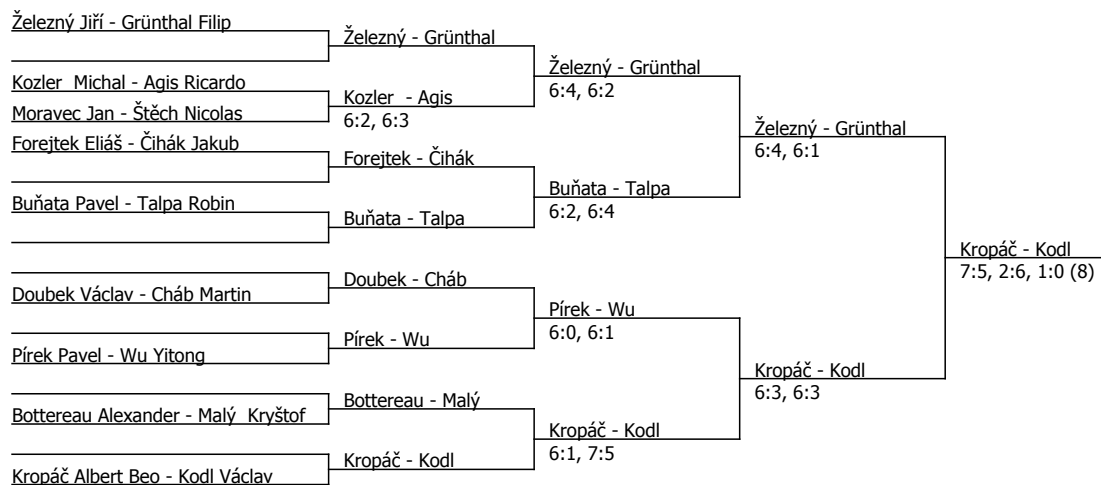 Železný Jiří - Grünthal Filip
Kozler  Michal - Agis Ricardo
Moravec Jan - Štěch Nicolas
Forejtek Eliáš - Čihák Jakub
Buňata Pavel - Talpa Robin
Doubek Václav - Cháb Martin
Pírek Pavel - Wu Yitong
Bottereau Alexander - Malý  Kryštof
Kropáč Albert Beo - Kodl Václav
Železný - Grünthal
Kozler  - Agis
6:2, 6:3
Forejtek - Čihák
Buňata - Talpa
Doubek - Cháb
Pírek - Wu
Bottereau - Malý
Kropáč - Kodl
Železný - Grünthal
6:4, 6:2
Buňata - Talpa
6:2, 6:4
Pírek - Wu
6:0, 6:1
Kropáč - Kodl
6:1, 7:5
Železný - Grünthal
6:4, 6:1
Kropáč - Kodl
6:3, 6:3
Kropáč - Kodl
7:5, 2:6, 1:0 (8)